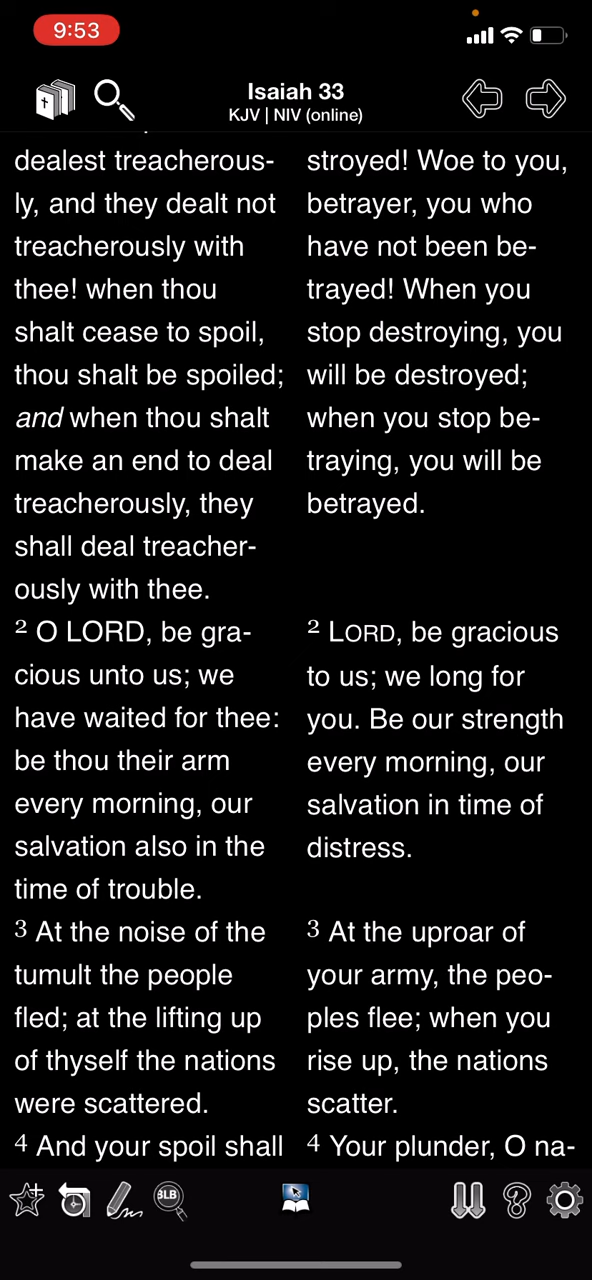 9:53
Isaiah 33
KJV | NIV (online)
dealest treacherous-
ly, and they dealt not
treacherously with
thee! when thou
shalt cease to spoil,
thou shalt be spoiled;
and when thou shalt
make an end to deal
treacherously, they
shall deal treacher-
ously with thee.
2 O LORD, be gra-
cious unto us; we
have waited for thee:
be thou their arm
every morning, our
salvation also in the
time of trouble.
3 At the noise of the
tumult the people
fled; at the lifting up
of thyself the nations
were scattered.
4 And your spoil shall
stroyed! Woe to you,
betrayer, you who
have not been be-
trayed! When you
stop destroying, you
will be destroyed;
when you stop be-
traying, you will be
betrayed.
2 LORD, be gracious
to us; we long for
you. Be our strength
every morning, our
salvation in time of
distress.
3 At the uproar of
your army, the peo-
ples flee; when you
rise up, the nations
scatter.
4 Your plunder, O na-
BLB